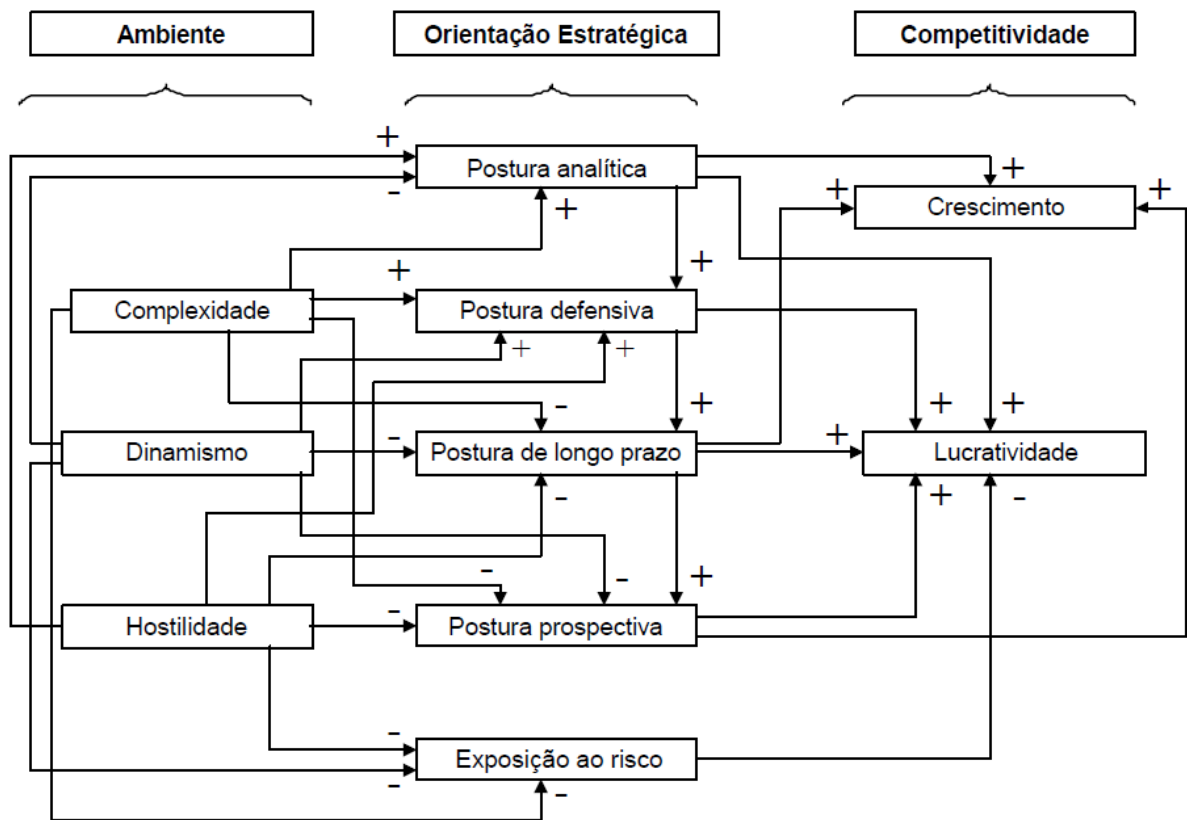 Ambiente
Orientação Estratégica
Competitividade
+
-
Postura analítica
+
+
+
Crescimento
+
+
+
Complexidade
Postura defensiva
+
+
+
-
+
+
+
Dinamismo
-
Postura de longo prazo
+
Lucratividade
-
+
-
-
-
+
Hostilidade
-
Postura prospectiva
-
Exposição ao risco
-
-